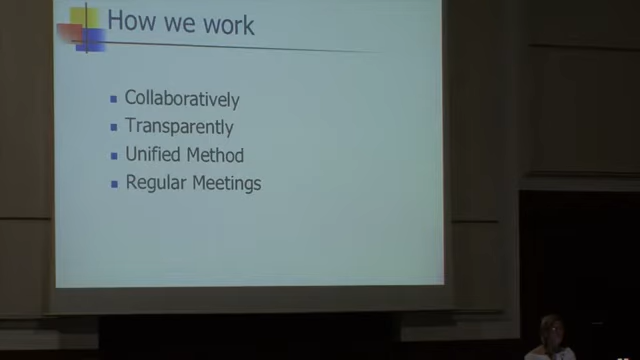 How we work
Collaboratively
Transparently
Unified Method
Regular Meetings